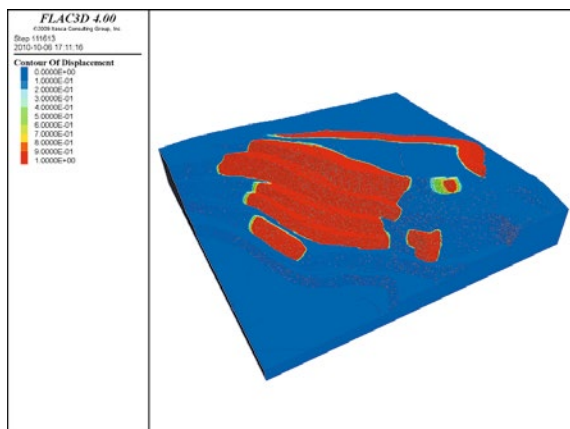 FLAC3D 4.00
©2009 Itasca Consulting Group, Inc.
Step 111613
2010-10-06 17:11:16
Contour Of Displacement
0.0000E+00
1.0000E-01
2.0000E-01
3.0000E-01
4.0000E-01
5.0000E-01
6.0000E-01
7.0000E-01
8.0000E-01
9.0000E-01
1.0000E+00